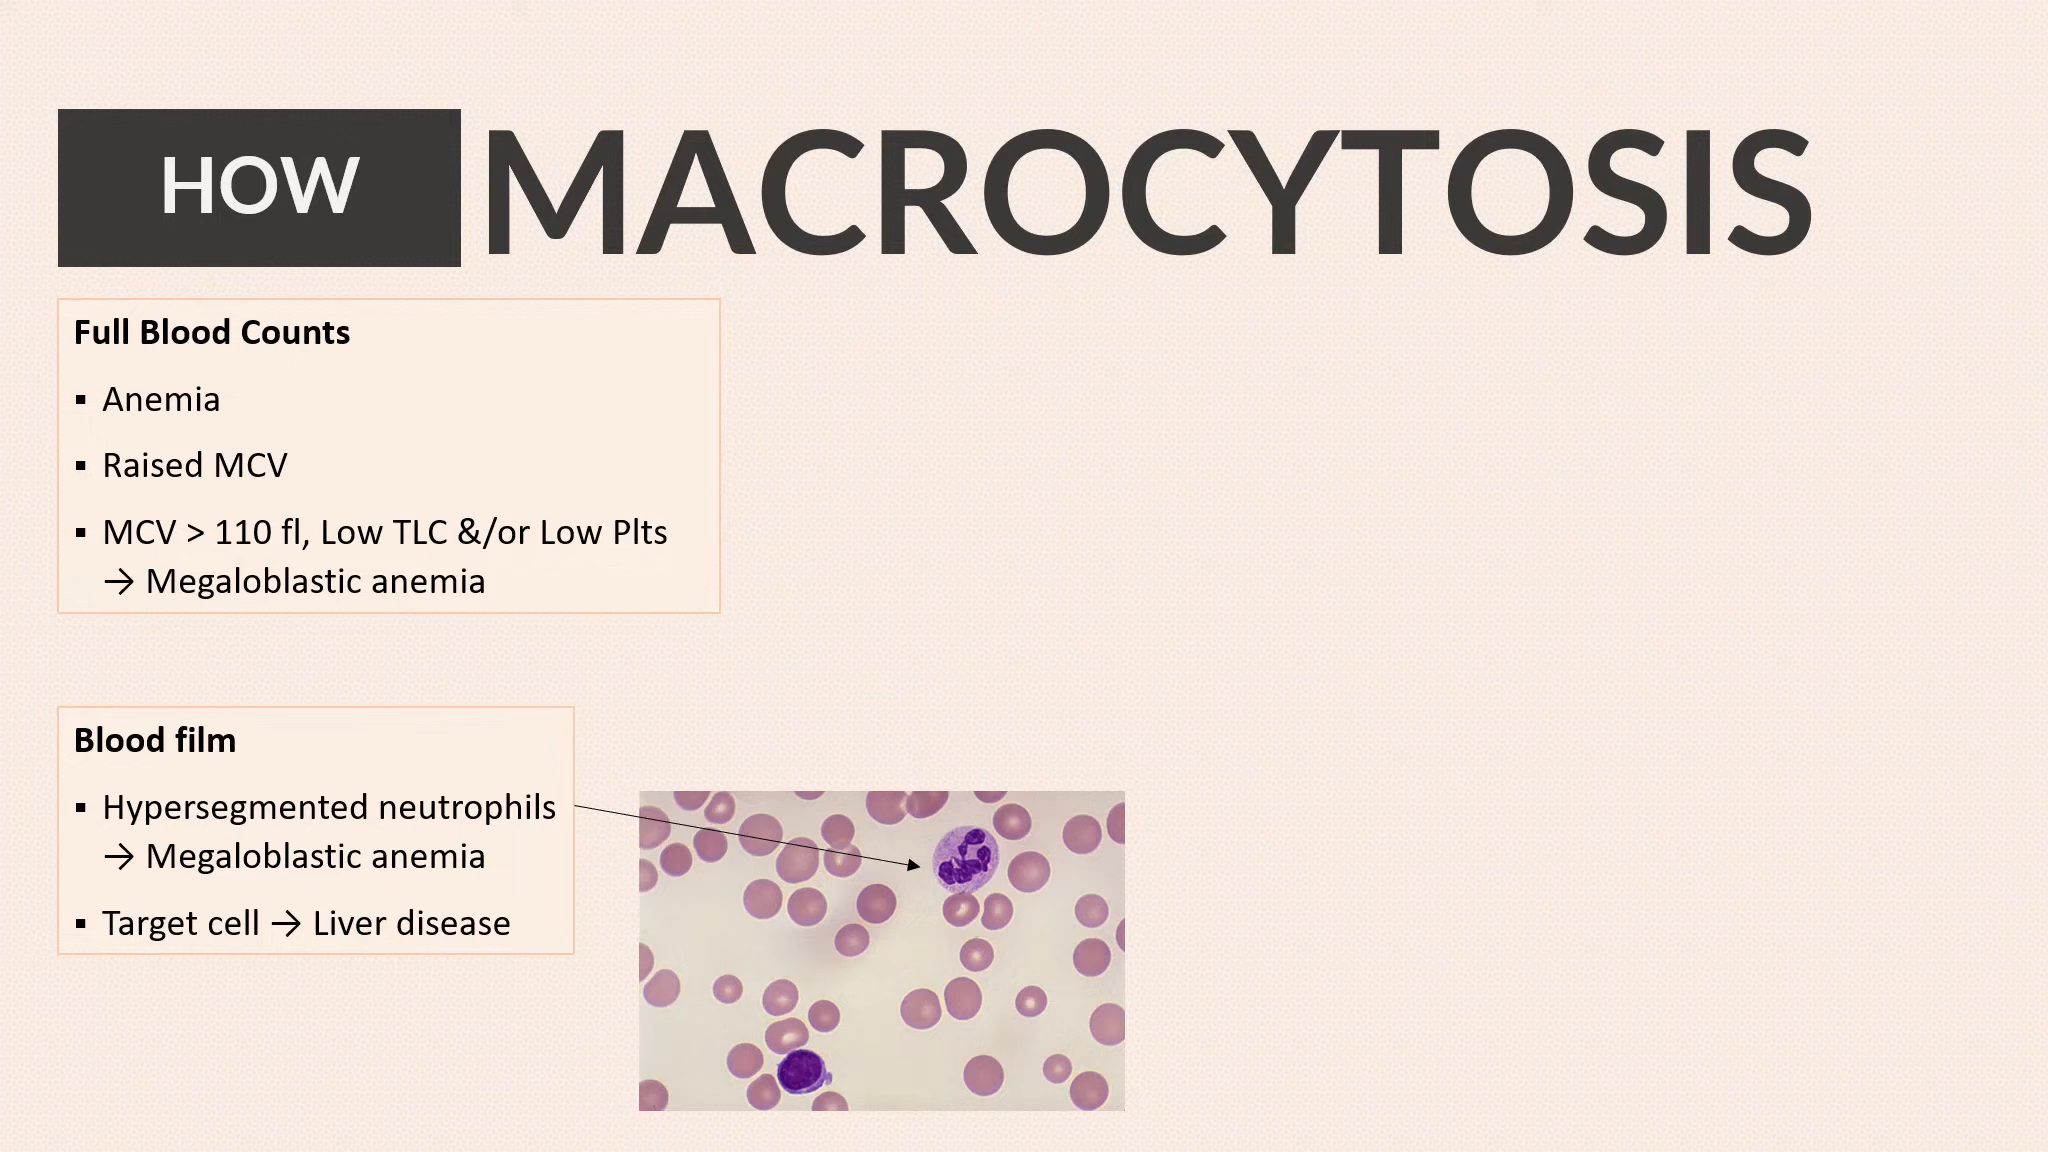 HOW MACROCYTOSIS
Full Blood Counts
▪ Anemia
▪ Raised MCV
▪ MCV > 110 fl, Low TLC &/or Low Plts
→ Megaloblastic anemia
Blood film
▪ Hypersegmented neutrophils
→ Megaloblastic anemia
▪ Target cell → Liver disease